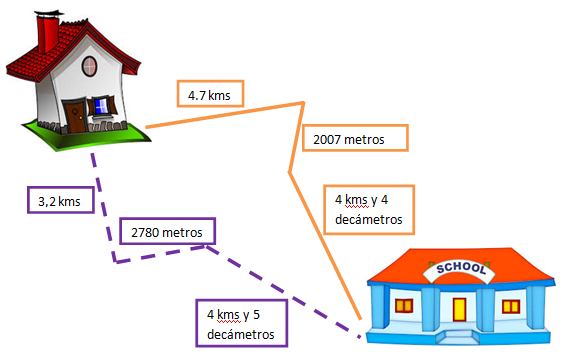 4.7 kms
2007 metros
3,2 kms
4 kms y 4
decámetros
2780 metros
SCHOOL
4 kms y 5
decámetros